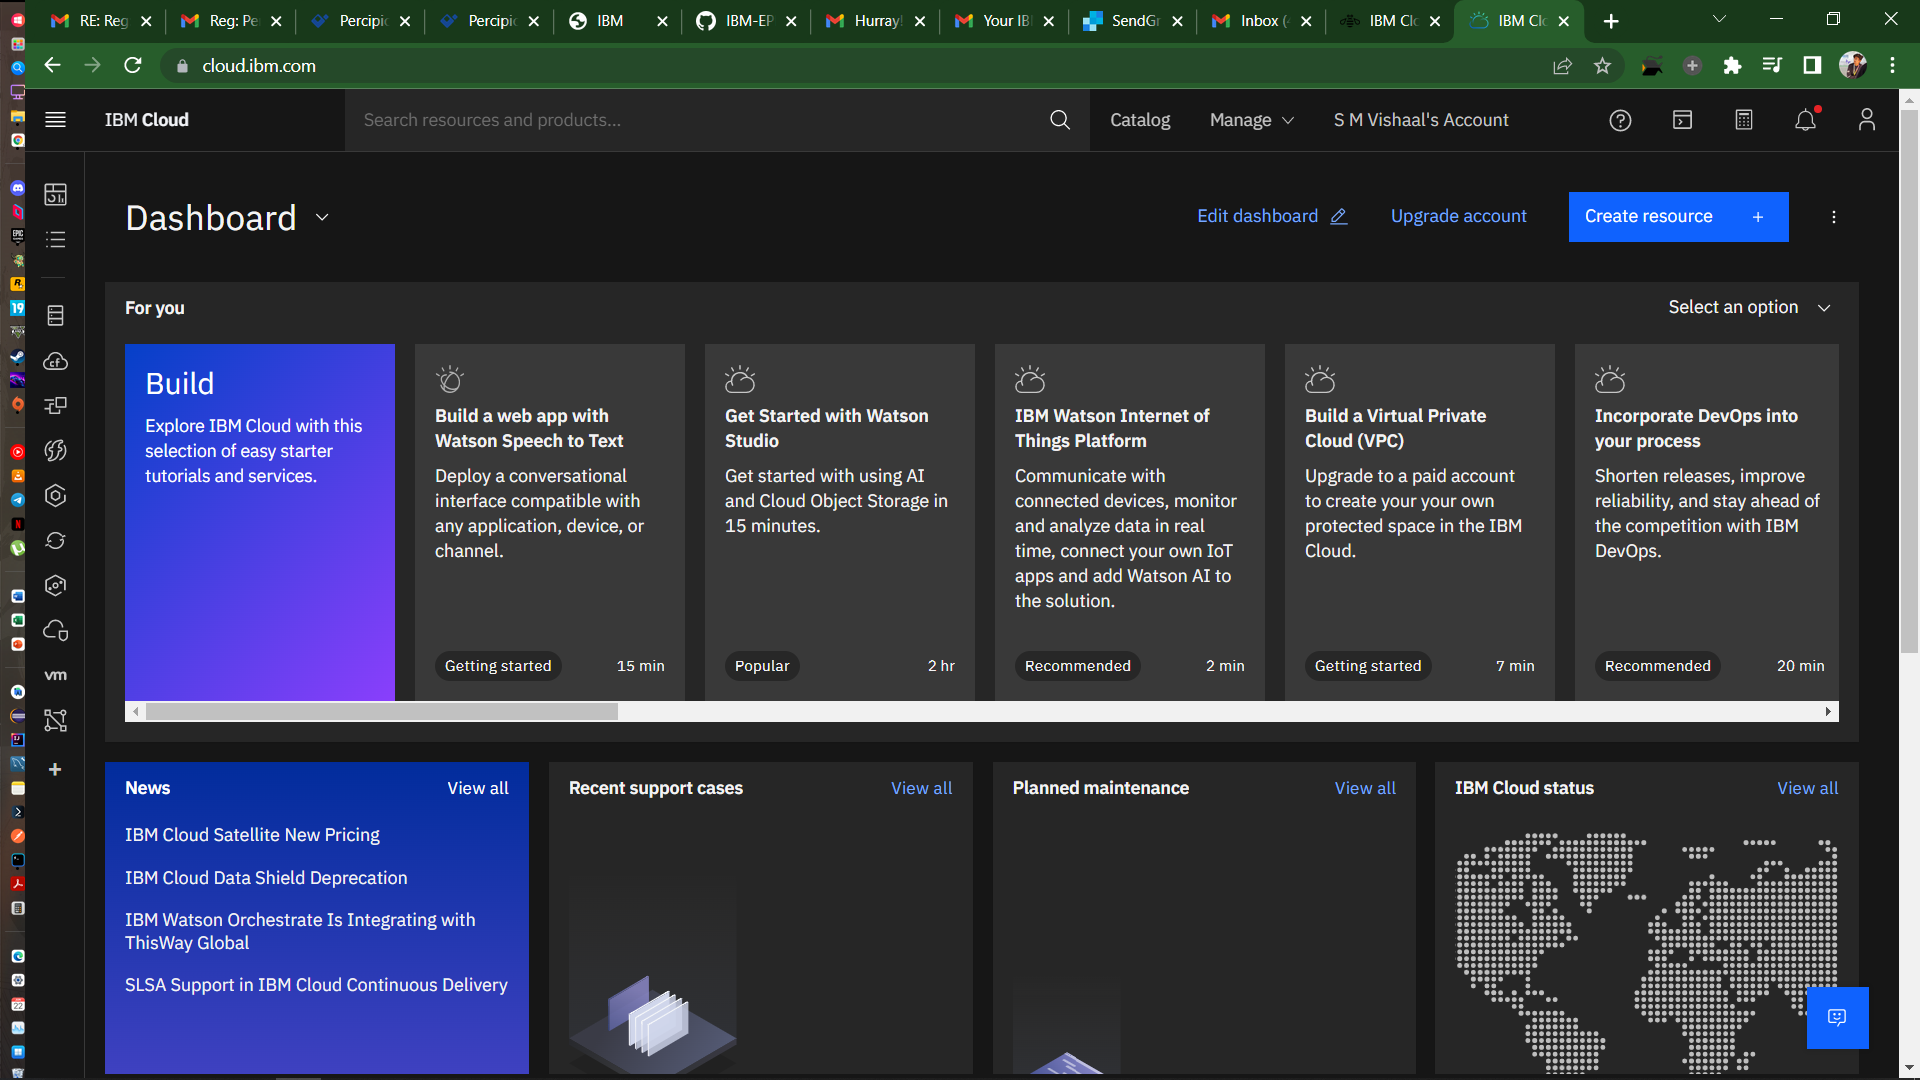 RE: Reg
Reg: Pe
Percipi
Percipi
IBM
IBM-EP
Hurray!
Your IB
SendGr
Inbox (4
IBM Clo
IBM Clo
cloud.ibm.com
IBM Cloud
Search resources and products...
Catalog
Manage
S M Vishaal's Account
Dashboard
Edit dashboard
Upgrade account
Create resource
For you
Select an option
Build
Explore IBM Cloud with this
selection of easy starter
tutorials and services.
Build a web app with
Watson Speech to Text
Deploy a conversational
interface compatible with
any application, device, or
channel.
Getting started
15 min
Get Started with Watson
Studio
Get started with using AI
and Cloud Object Storage in
15 minutes.
Popular
2 hr
IBM Watson Internet of
Things Platform
Communicate with
connected devices, monitor
and analyze data in real
time, connect your own IoT
apps and add Watson AI to
the solution.
Recommended
2 min
Build a Virtual Private
Cloud (VPC)
Upgrade to a paid account
to create your your own
protected space in the IBM
Cloud.
Getting started
7 min
Incorporate DevOps into
your process
Shorten releases, improve
reliability, and stay ahead of
the competition with IBM
DevOps.
Recommended
20 min
vm
News
View all
IBM Cloud Satellite New Pricing
IBM Cloud Data Shield Deprecation
IBM Watson Orchestrate Is Integrating with
ThisWay Global
SLSA Support in IBM Cloud Continuous Delivery
Recent support cases
View all
Planned maintenance
View all
IBM Cloud status
View all